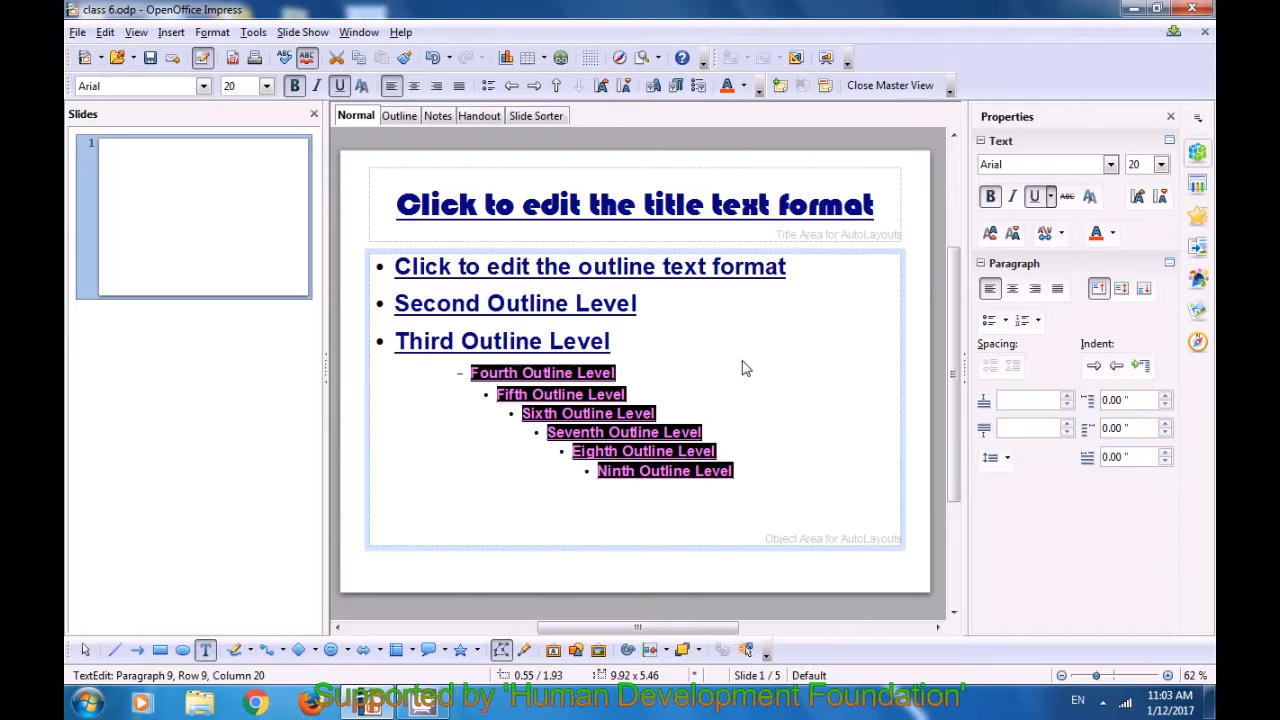 class 6.odp - OpenOffice Impress
File Edit View Insert Format Tools Slide Show Window Help
Arial 20 Close Master View
Slides
Normal Outline Notes Handout Slide Sorter
Properties
1
Text
Arial 20
Click to edit the title text format
Title Area for AutoLayouts
• Click to edit the outline text format
• Second Outline Level
• Third Outline Level
– Fourth Outline Level
• Fifth Outline Level
• Sixth Outline Level
• Seventh Outline Level
• Eighth Outline Level
• Ninth Outline Level
Object Area for AutoLayouts
Paragraph
Spacing: Indent:
0.00 "
0.00 "
0.00 "
TextEdit: Paragraph 9, Row 9, Column 20 0.55 / 1.93 9.92 x 5.46 * Slide 1 / 5 Default 62 %
Supported by 'Human Development Foundation'
EN 11:03 AM
1/12/2017